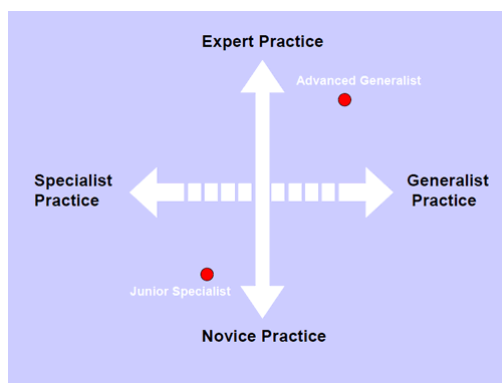 Expert Practice
Advanced Generalist
Specialist
Practice
Generalist
Practice
Junior Specialist
Novice Practice